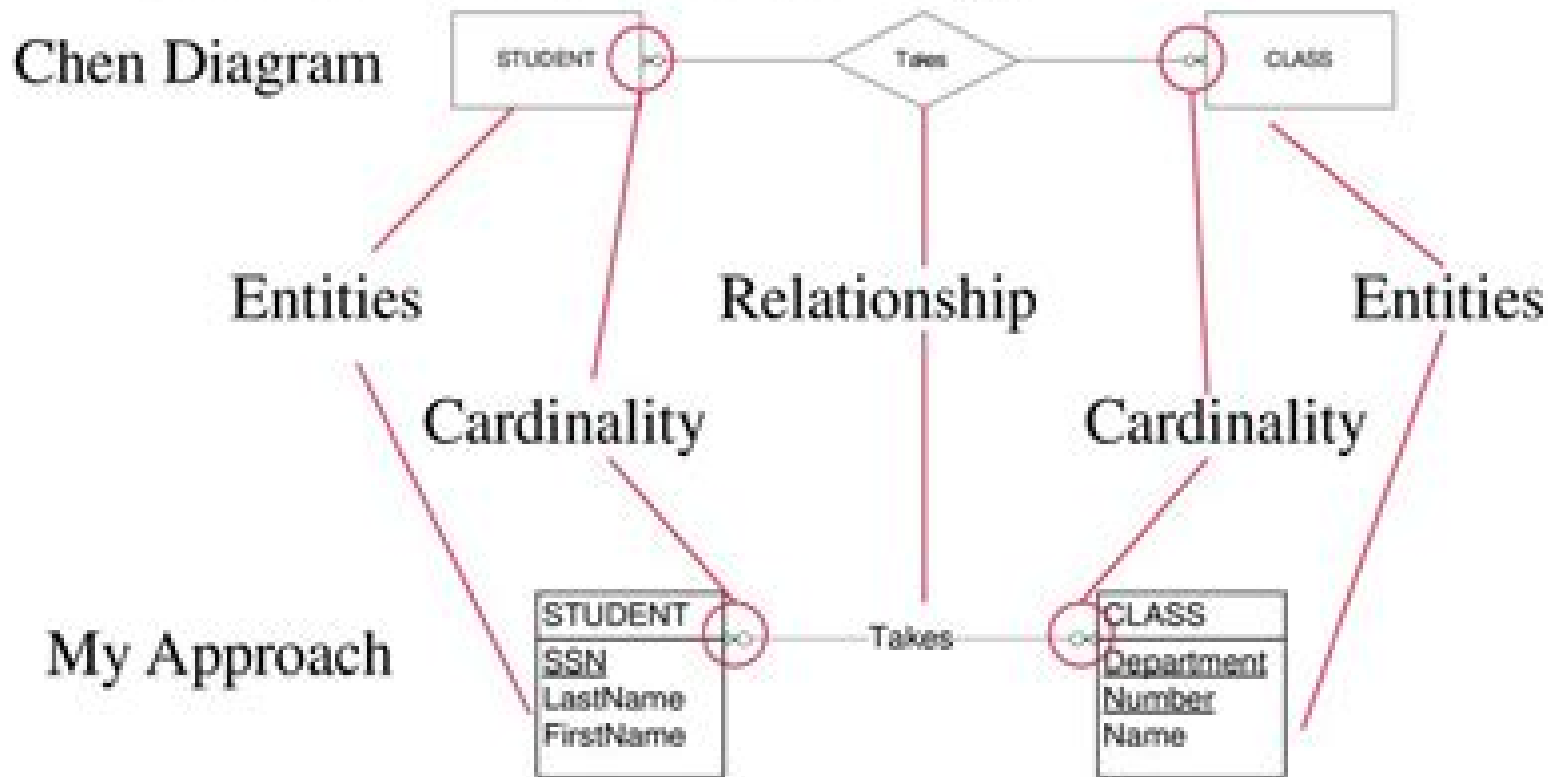 Chen Diagram
STUDENT
Takes
CLASS
Entities
Relationship
Entities
Cardinality
Cardinality
My Approach
STUDENT
SSN
LastName
FirstName
Takes
CLASS
Department
Number
Name